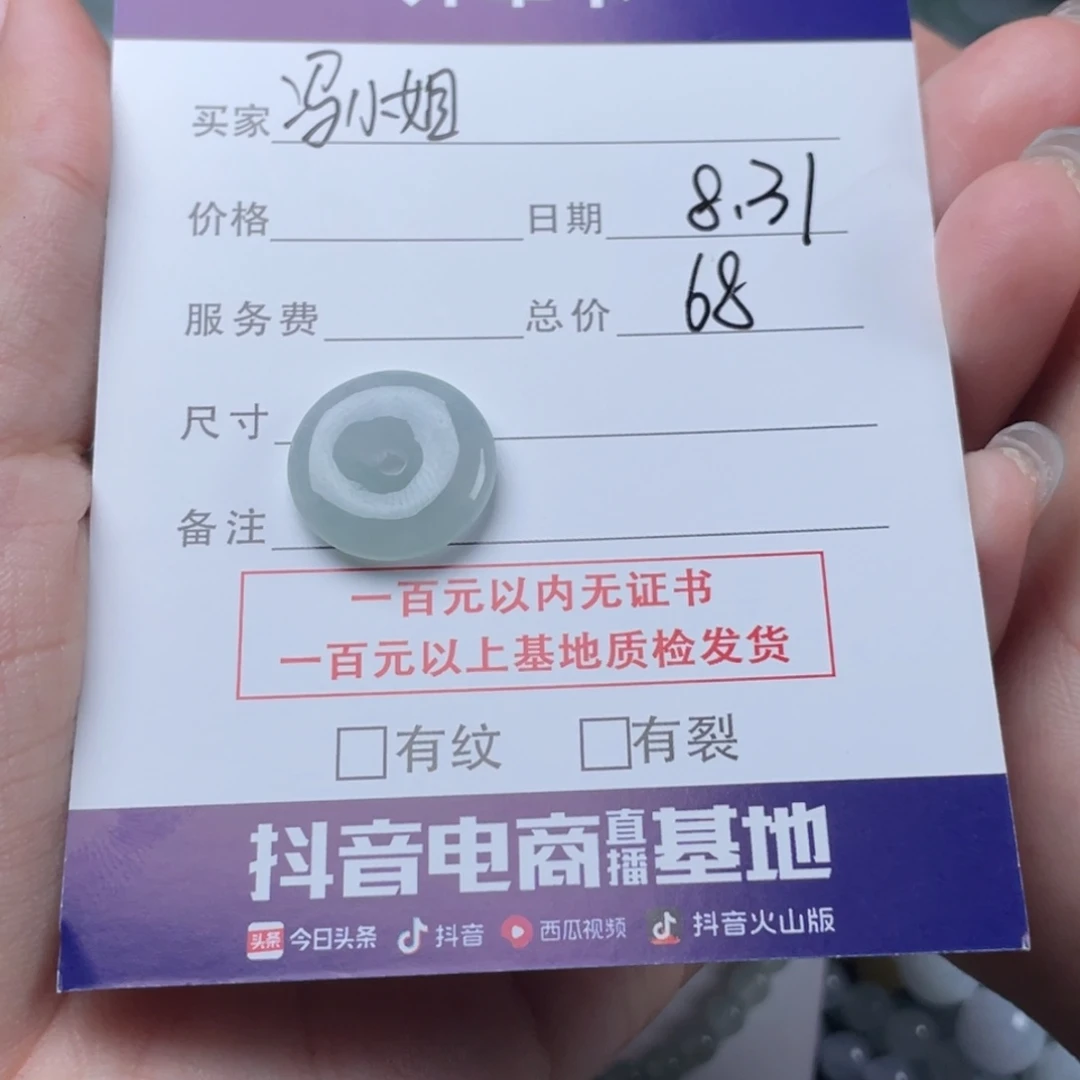 买家 冯小姐
价格 日期 8.31
服务费 总价 68
尺寸
备注
一百元以内无证书
一百元以上基地质检发货
有纹 有裂
抖音电商直播基地
头条 今日头条 抖音 西瓜视频 抖音火山版